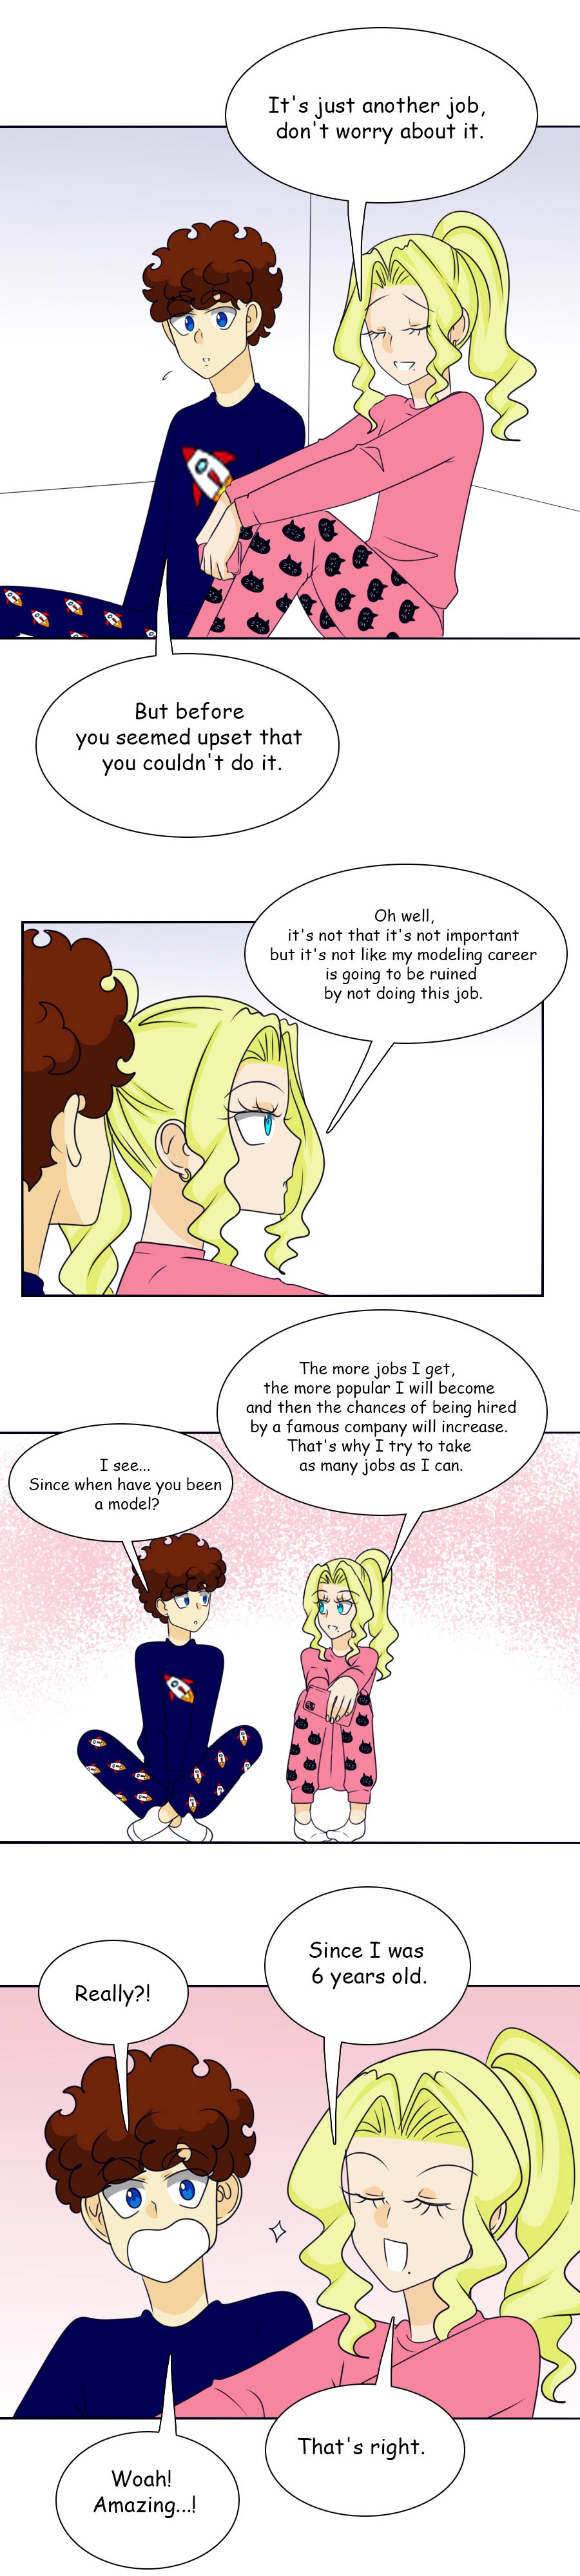 It's just another job,
don't worry about it.
But before
you seemed upset that
you couldn't do it.
Oh well,
it's not that it's not important
but it's not like my modeling career
is going to be ruined
by not doing this job.
The more jobs I get,
the more popular I will become
and then the chances of being hired
by a famous company will increase.
That's why I try to take
as many jobs as I can.
I see...
Since when have you been
a model?
Since I was
6 years old.
Really?!
That's right.
Woah!
Amazing...!